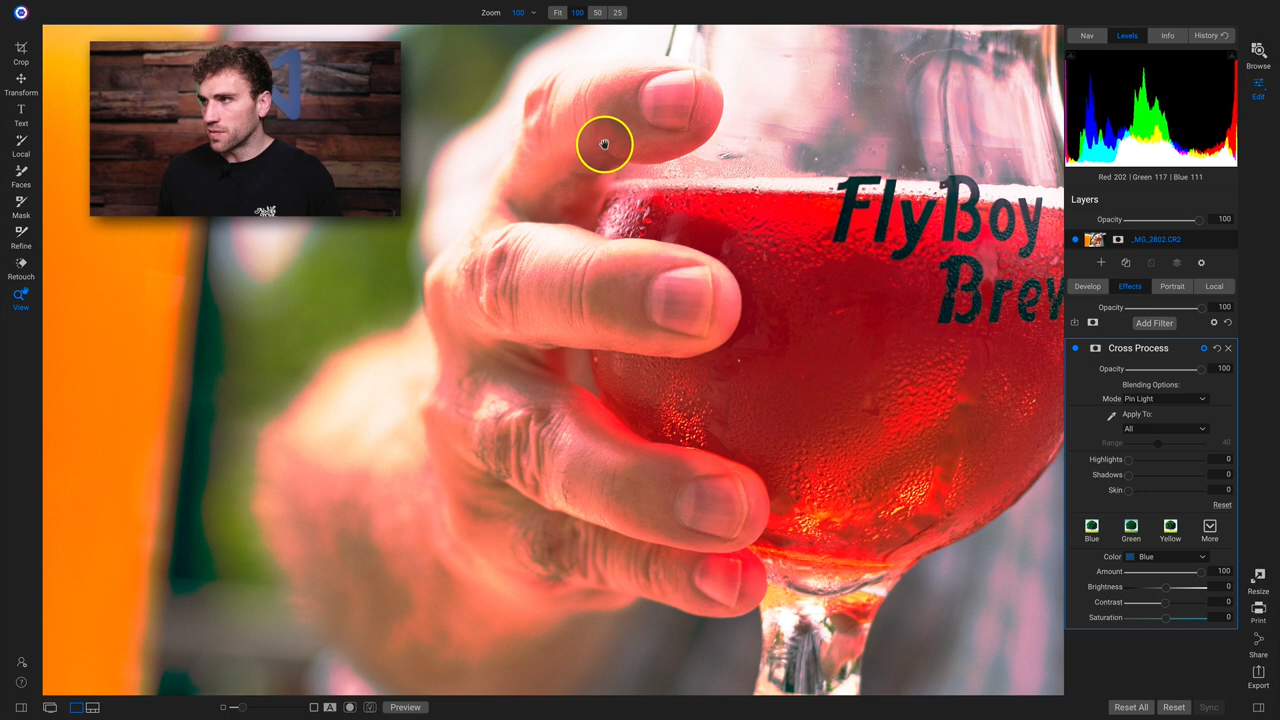 Zoom 100 Fit 100 50 25
Crop
Transform
Text
Local
Faces
Mask
Refine
Retouch
View
FlyBoy
Brew
Nav Levels Info History
Browse
Edit
Red 202 | Green 117 | Blue 111
Layers
Opacity 100
_MG_2802.CR2
Develop Effects Portrait Local
Opacity 100
Add Filter
Cross Process
Opacity 100
Blending Options:
Mode Pin Light
Apply To:
All
Range 40
Highlights 0
Shadows 0
Skin 0
Reset
Blue Green Yellow More
Color Blue
Amount 100
Brightness 0
Contrast 0
Saturation 0
Resize
Print
Share
Export
A Preview
Reset All Reset Sync